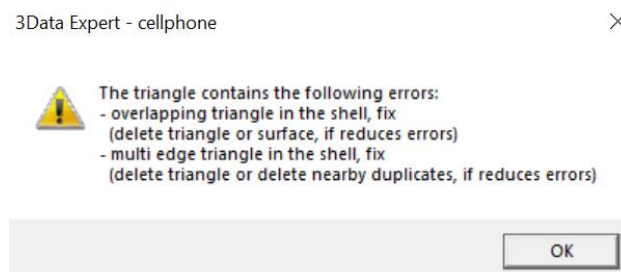 3Data Expert - cellphone
The triangle contains the following errors:
- overlapping triangle in the shell, fix
(delete triangle or surface, if reduces errors)
- multi edge triangle in the shell, fix
(delete triangle or delete nearby duplicates, if reduces errors)
OK